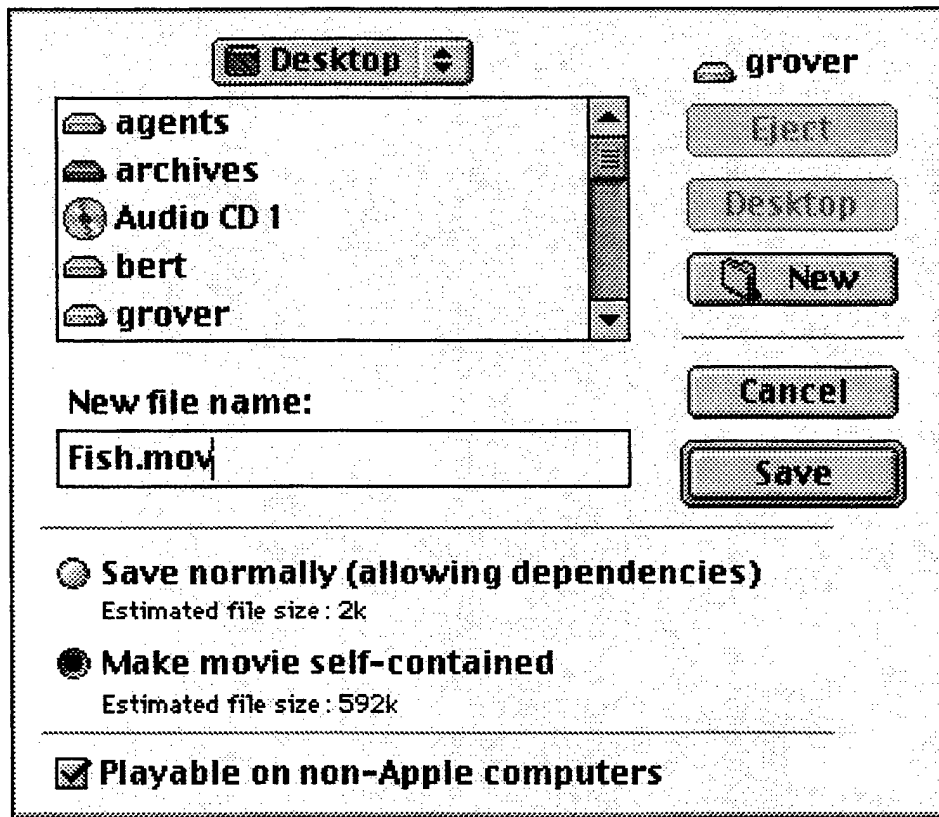 Desktop
grover
agents
archives
Audio CD 1
bert
grover
Eject
Desktop
New
New file name:
Cancel
Fish.mov
Save
Save normally (allowing dependencies)
Estimated file size: 2k
Make movie self-contained
Estimated file size: 592k
Playable on non-Apple computers